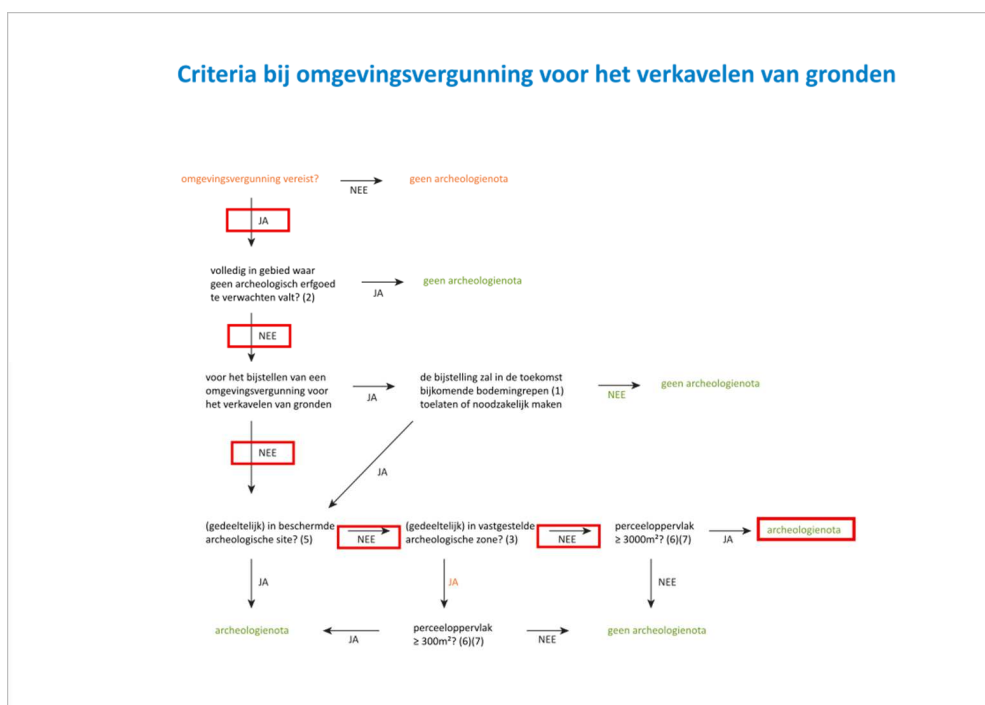 Criteria bij omgevingsvergunning voor het verkavelen van gronden
omgevingsvergunning vereist?
NEE
geen archeologienota
JA
volledig in gebied waar
geen archeologisch erfgoed
te verwachten valt? (2)
JA
geen archeologienota
NEE
voor het bijstellen van een
omgevingsvergunning voor
het verkavelen van gronden
JA
de bijstelling zal in de toekomst
bijkomende bodemingrepen (1)
toelaten of noodzakelijk maken
NEE
geen archeologienota
NEE
JA
(gedeeltelijk) in beschermde
archeologische site? (5)
NEE
(gedeeltelijk) in vastgestelde
archeologische zone? (3)
NEE
perceeloppervlak
≥ 3000m²? (6)(7)
JA
archeologienota
JA
JA
NEE
archeologienota
JA
perceeloppervlak
≥ 300m²? (6)(7)
NEE
geen archeologienota